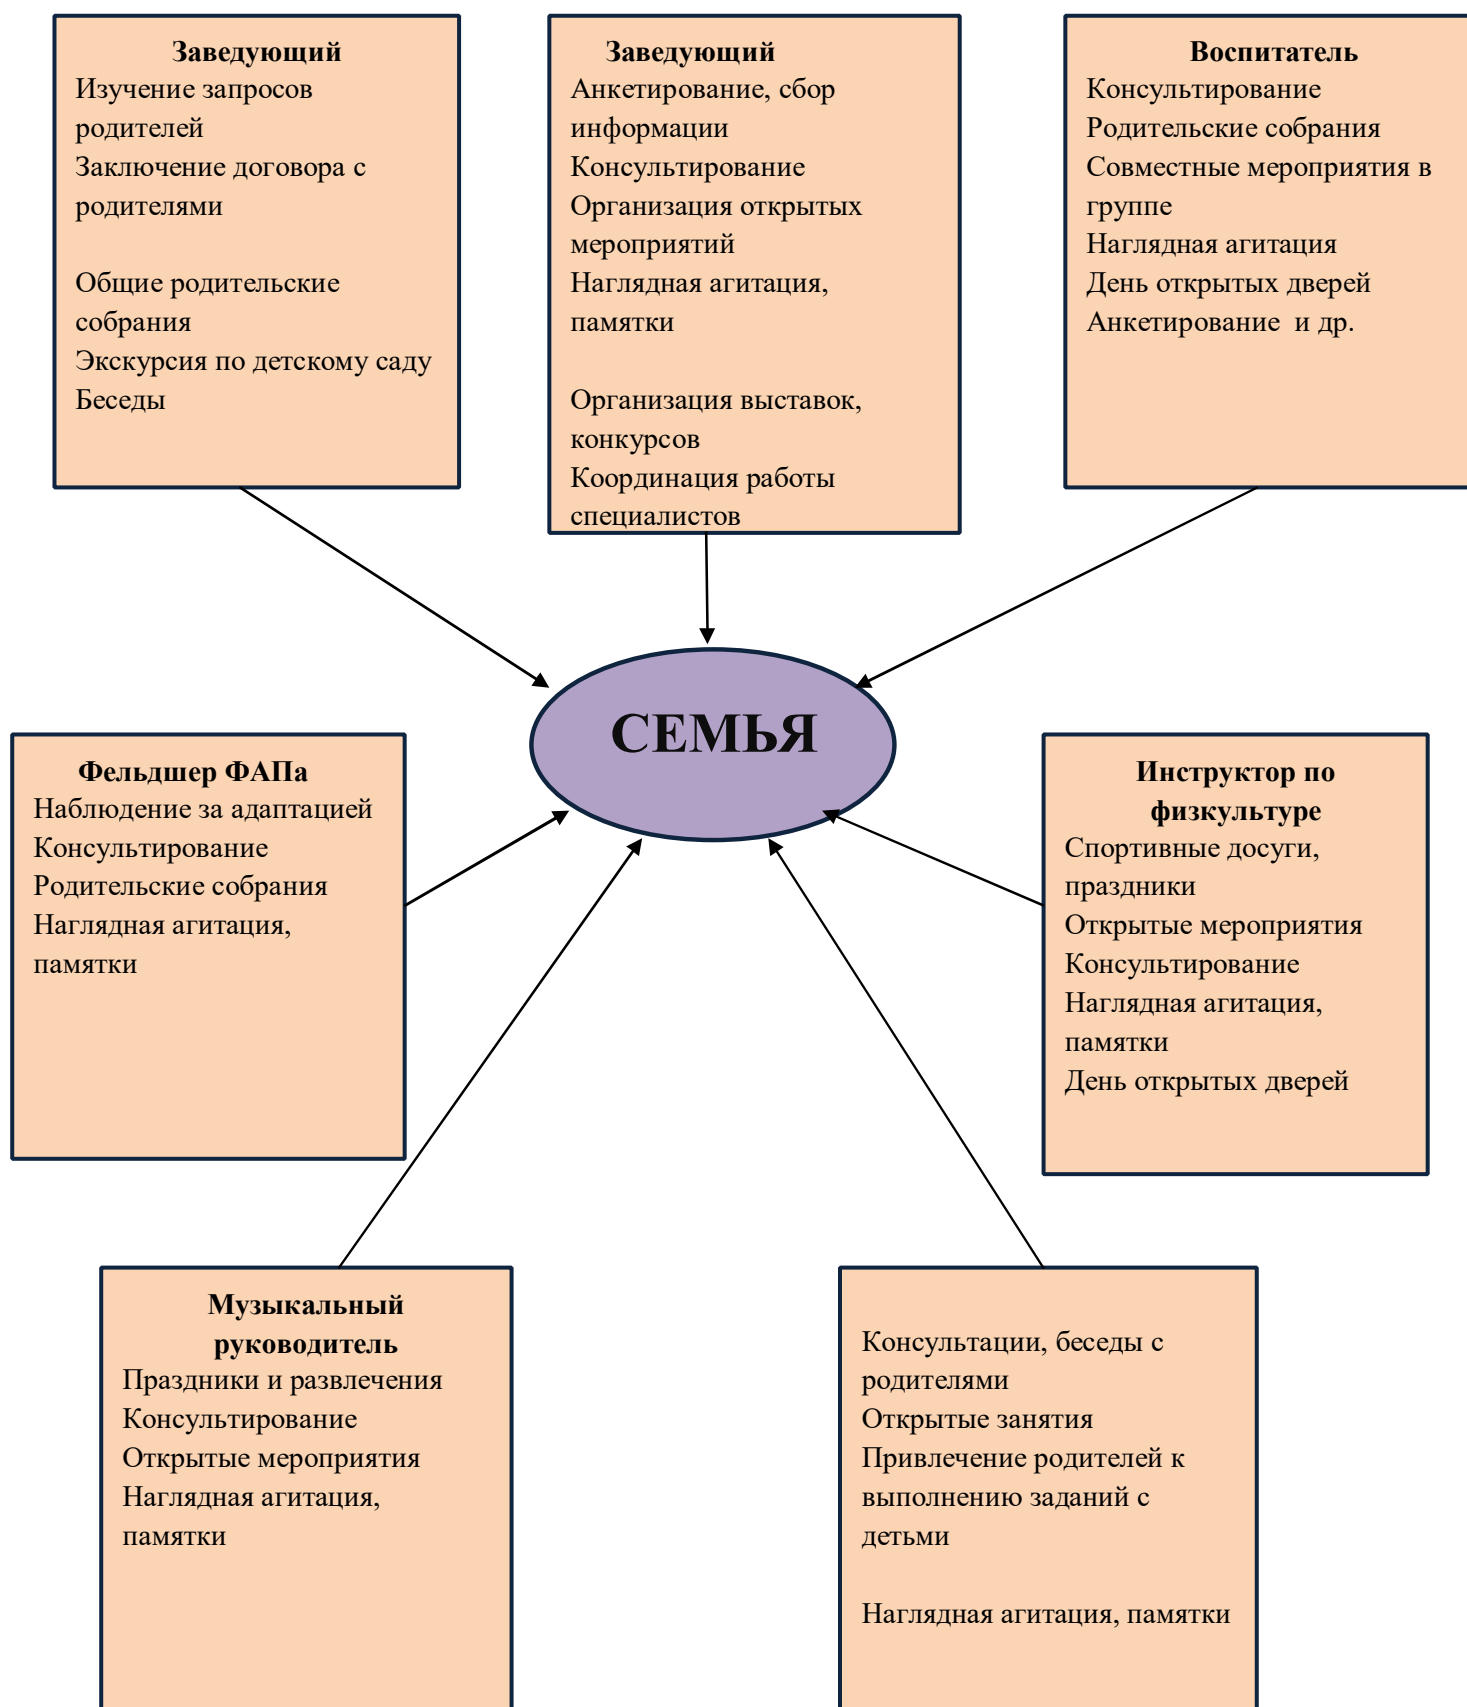 Заведующий
Изучение запросов
родителей
Заключение договора с
родителями
Общие родительские
собрания
Экскурсия по детскому саду
Беседы
Заведующий
Анкетирование, сбор
информации
Консультирование
Организация открытых
мероприятий
Наглядная агитация,
памятки
Организация выставок,
конкурсов
Координация работы
специалистов
Воспитатель
Консультирование
Родительские собрания
Совместные мероприятия в
группе
Наглядная агитация
День открытых дверей
Анкетирование и др.
СЕМЬЯ
Фельдшер ФАПа
Наблюдение за адаптацией
Консультирование
Родительские собрания
Наглядная агитация,
памятки
Инструктор по
физкультуре
Спортивные досуги,
праздники
Открытые мероприятия
Консультирование
Наглядная агитация,
памятки
День открытых дверей
Музыкальный
руководитель
Праздники и развлечения
Консультирование
Открытые мероприятия
Наглядная агитация,
памятки
Консультации, беседы с
родителями
Открытые занятия
Привлечение родителей к
выполнению заданий с
детьми
Наглядная агитация, памятки